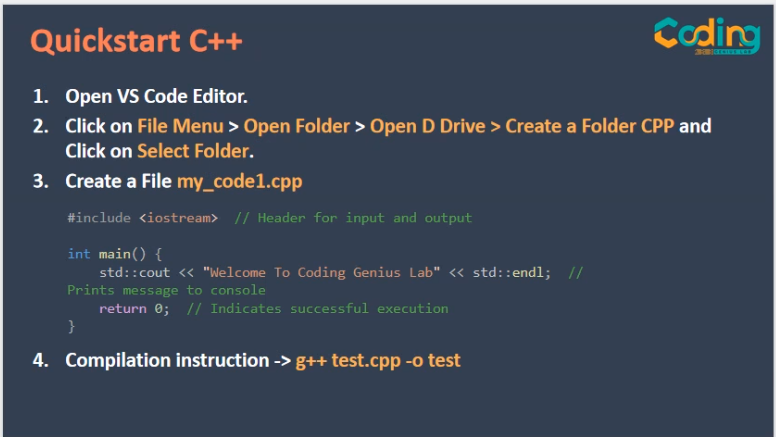 Quickstart C++
Coding
GENIUS LAB
1. Open VS Code Editor.
2. Click on File Menu > Open Folder > Open D Drive > Create a Folder CPP and
Click on Select Folder.
3. Create a File my_code1.cpp
#include <iostream>  // Header for input and output
int main() {
    std::cout << "Welcome To Coding Genius Lab" << std::endl;  //
Prints message to console
    return 0;  // Indicates successful execution
}
4. Compilation instruction -> g++ test.cpp -o test